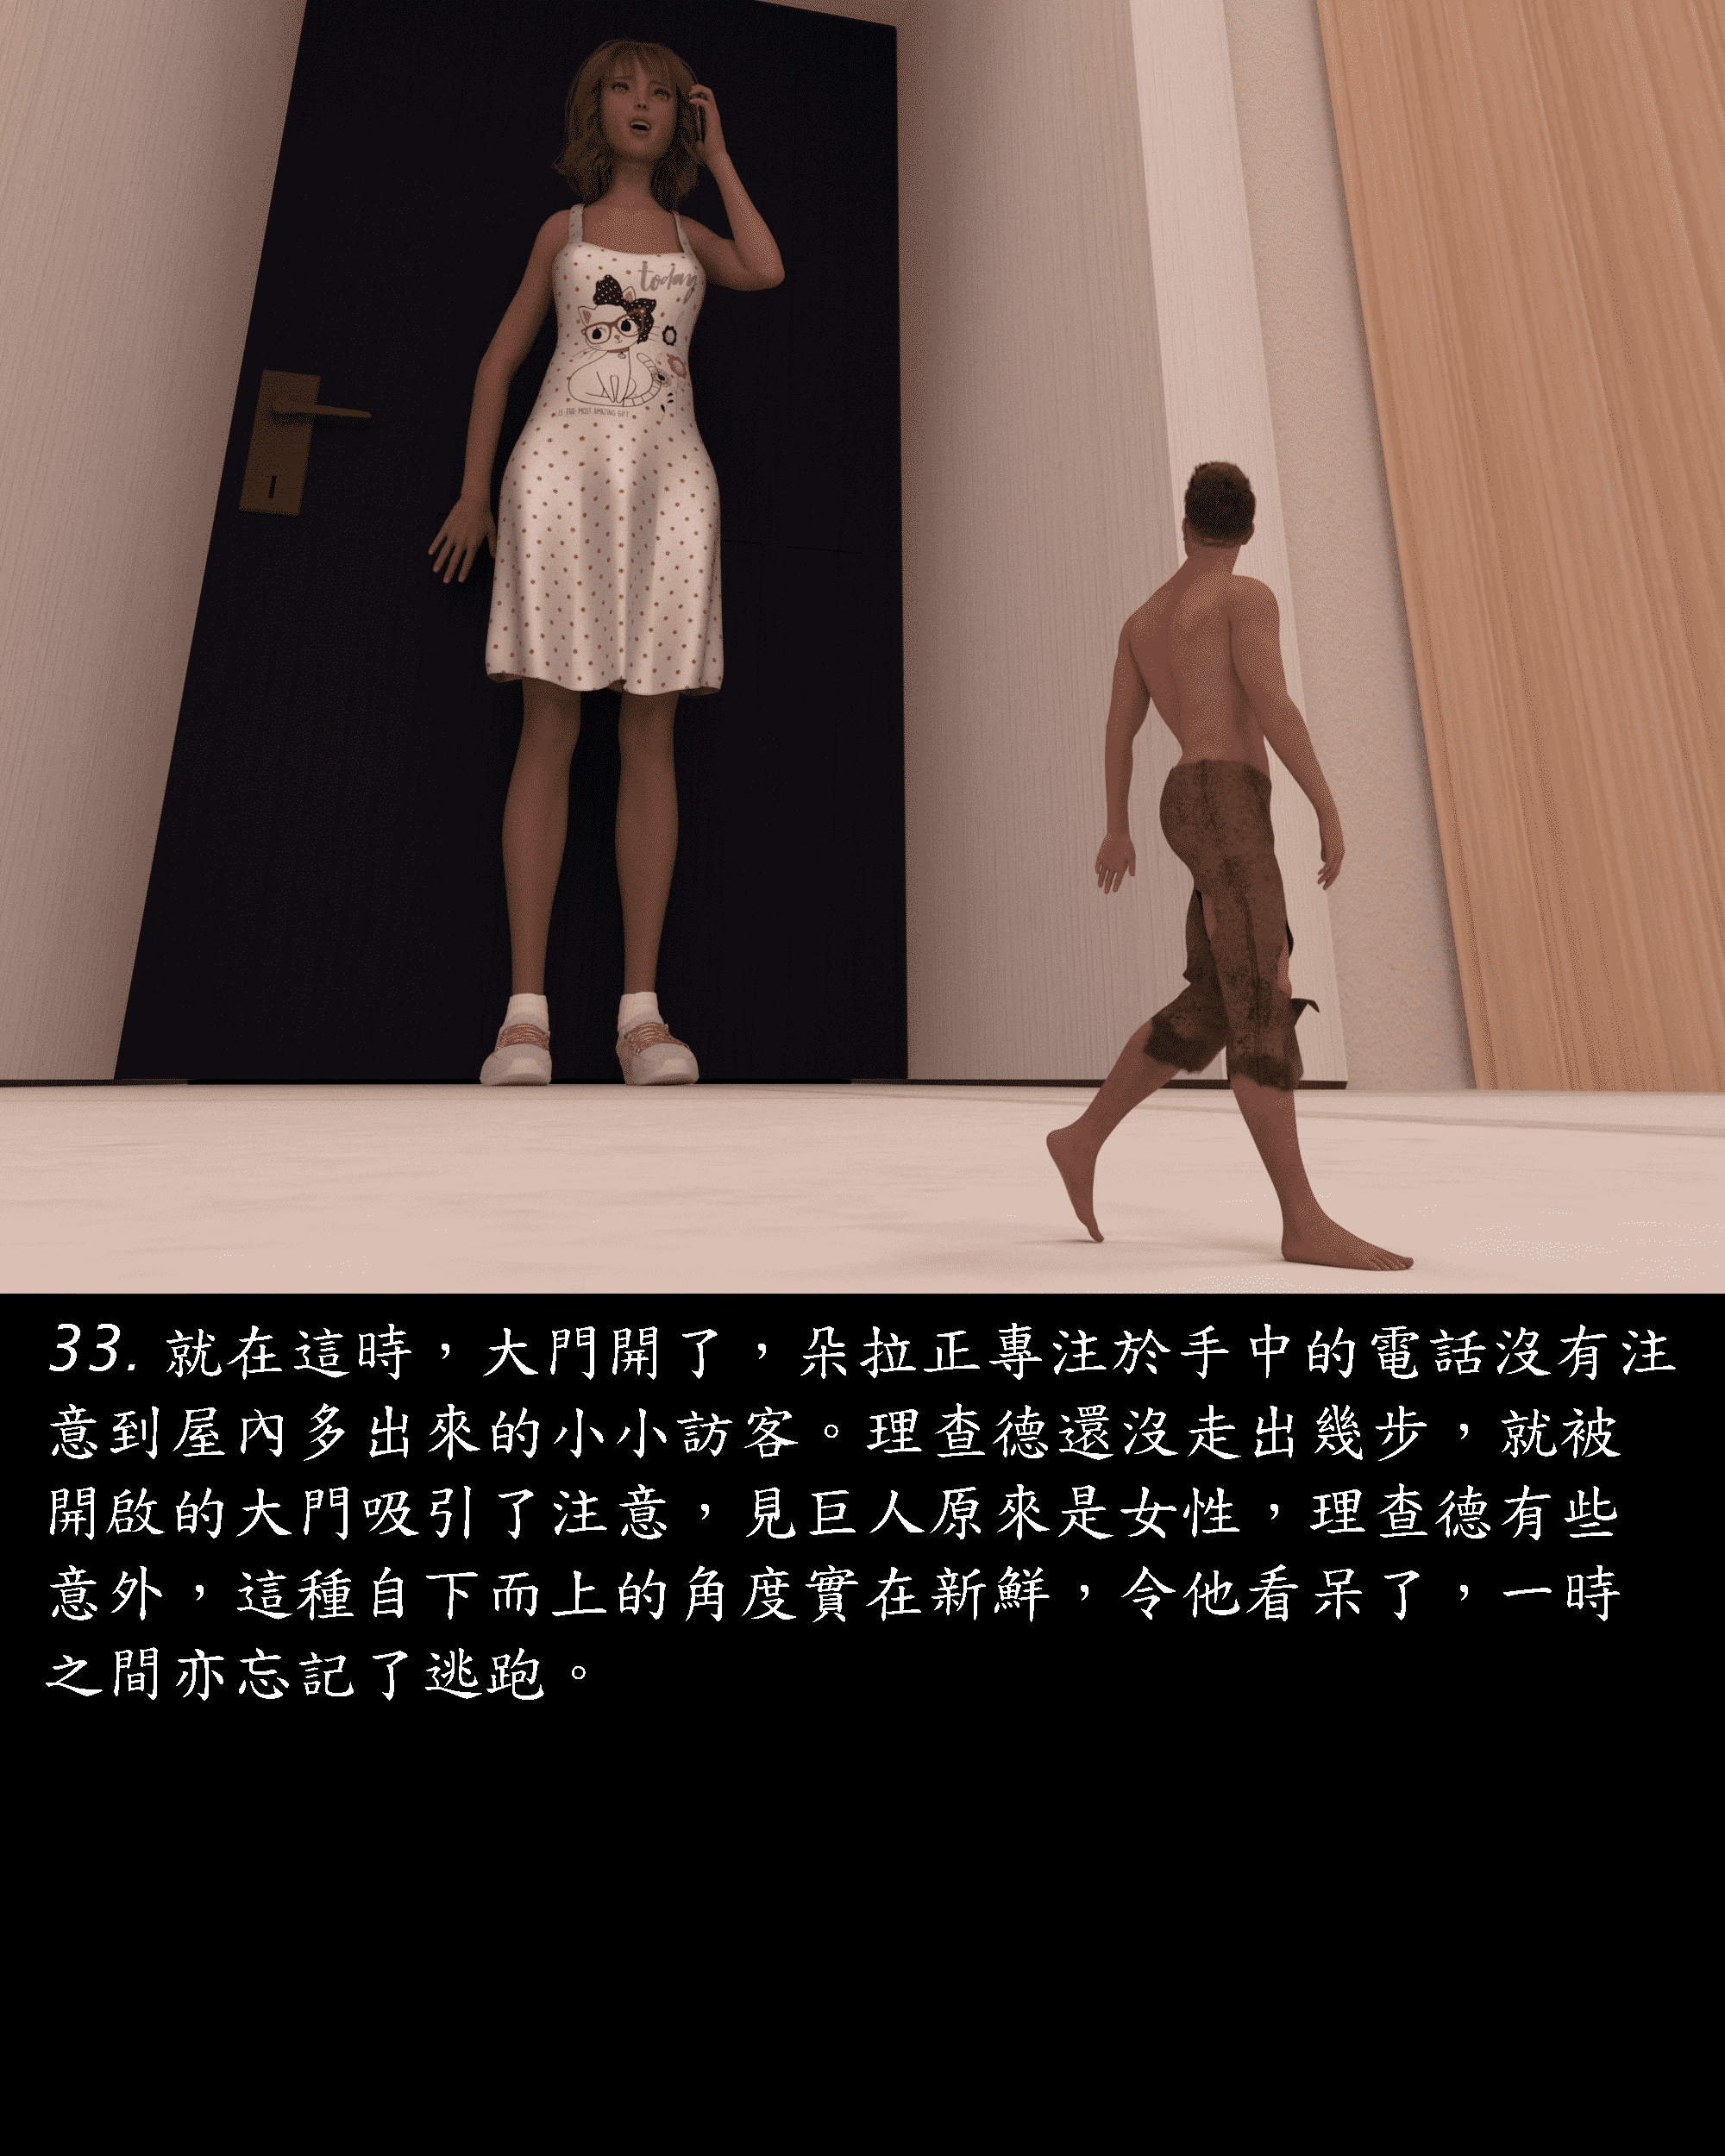 today
IS THE MOST AMAZING GIFT
33. 就在這時，大門開了，朵拉正專注於手中的電話沒有注
意到屋內多出來的小小訪客。理查德還沒走出幾步，就被
開啟的大門吸引了注意，見巨人原來是女性，理查德有些
意外，這種自下而上的角度實在新鮮，令他看呆了，一時
之間亦忘記了逃跑。